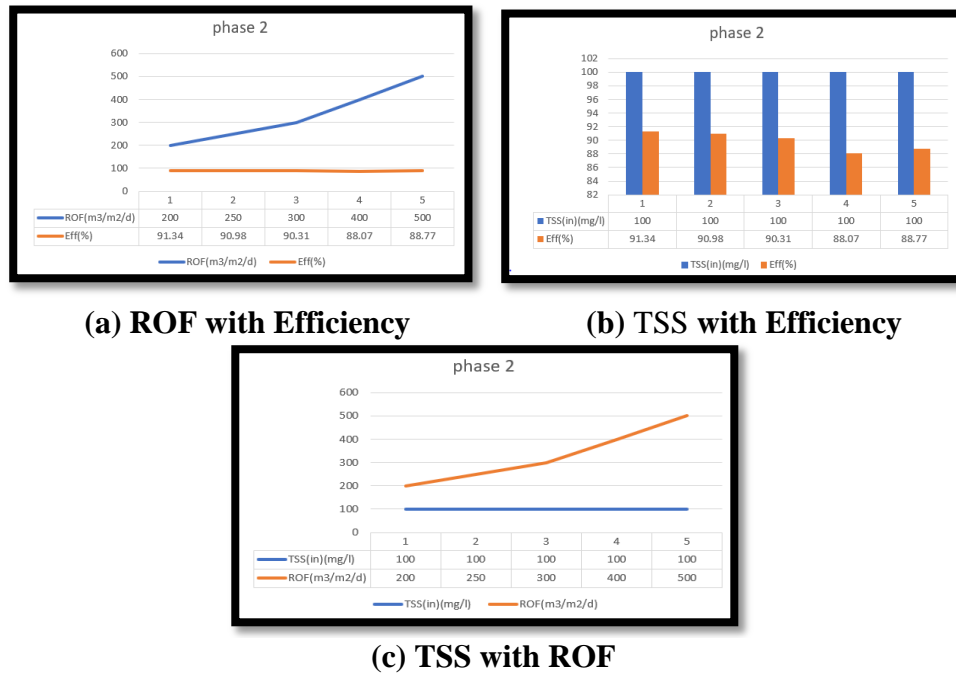 phase 2
600
500
400
300
200
100
0
1 2 3 4 5
ROF(m3/m2/d) 200 250 300 400 500
Eff(%) 91.34 90.98 90.31 88.07 88.77
ROF(m3/m2/d) Eff(%)
(a) ROF with Efficiency
phase 2
102
100
98
96
94
92
90
88
86
84
82
1 2 3 4 5
TSS(in)(mg/l) 100 100 100 100 100
Eff(%) 91.34 90.98 90.31 88.07 88.77
TSS(in)(mg/l) Eff(%)
(b) TSS with Efficiency
phase 2
600
500
400
300
200
100
0
1 2 3 4 5
TSS(in)(mg/l) 100 100 100 100 100
ROF(m3/m2/d) 200 250 300 400 500
TSS(in)(mg/l) ROF(m3/m2/d)
(c) TSS with ROF